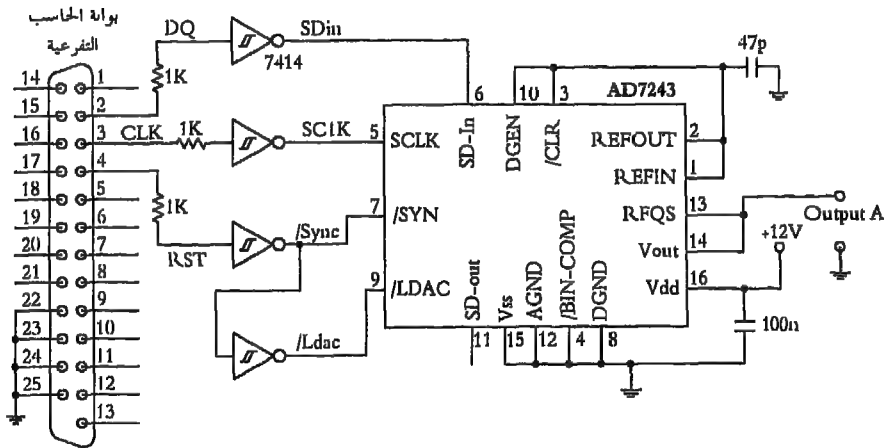 بوابة الحاسب
التفرعية
DQ
SDin
7414
1K
14
1
15
2
16
3
CLK
1K
SC1K
17
4
18
5
1K
19
6
/Sync
20
7
RST
21
8
22
9
23
10
/Ldac
24
11
25
12
13
47p
AD7243
6
10
3
SD-In
DGEN
/CLR
5
SCLK
7
/SYN
9
/LDAC
REFOUT
2
REFIN
1
RFQS
13
Vout
14
Vdd
16
Output A
+12V
100n
SD-out
Vss
AGND
/BIN-COMP
DGND
11
15
12
4
8